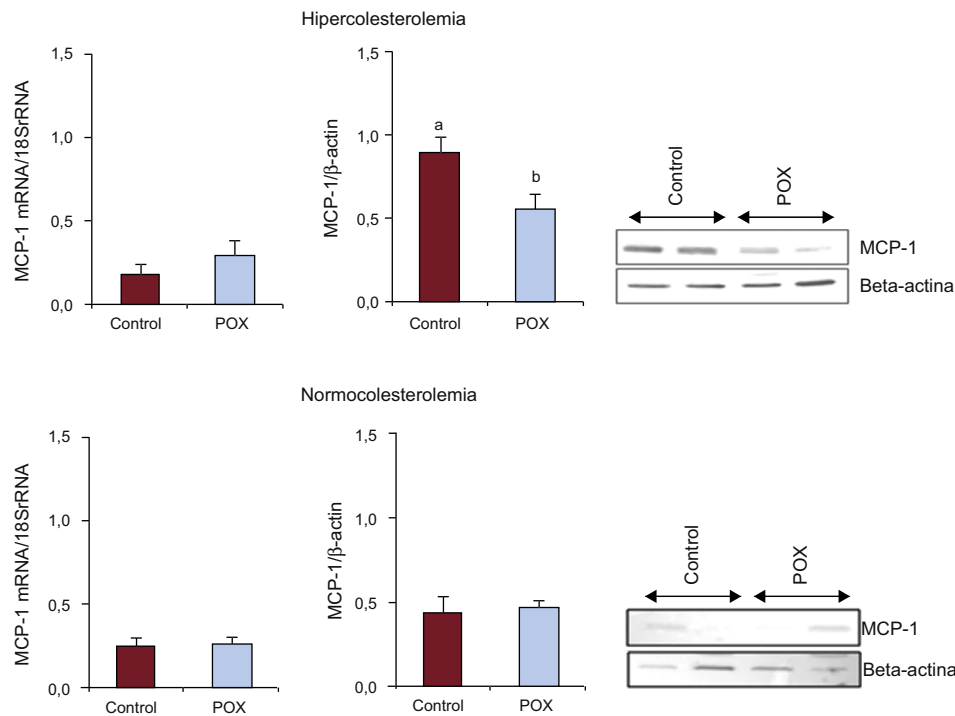 Hipercolesterolemia
MCP-1 mRNA/18SrRNA
1,5
1,0
0,5
0,0
Control
POX
MCP-1/β-actin
1,5
1,0
0,5
0,0
a
b
Control
POX
Control
POX
MCP-1
Beta-actina
Normocolesterolemia
MCP-1 mRNA/18SrRNA
1,5
1,0
0,5
0,0
Control
POX
MCP-1/β-actin
1,5
1,0
0,5
0,0
Control
POX
Control
POX
MCP-1
Beta-actina